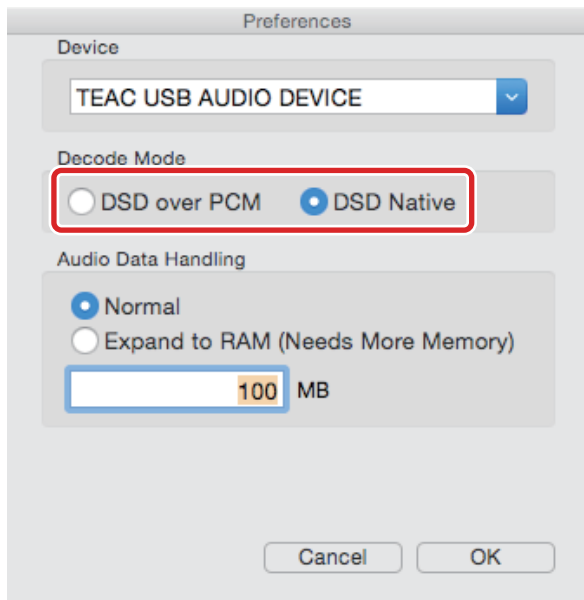 Preferences
Device
TEAC USB AUDIO DEVICE
Decode Mode
DSD over PCM DSD Native
Audio Data Handling
Normal
Expand to RAM (Needs More Memory)
100 MB
Cancel OK